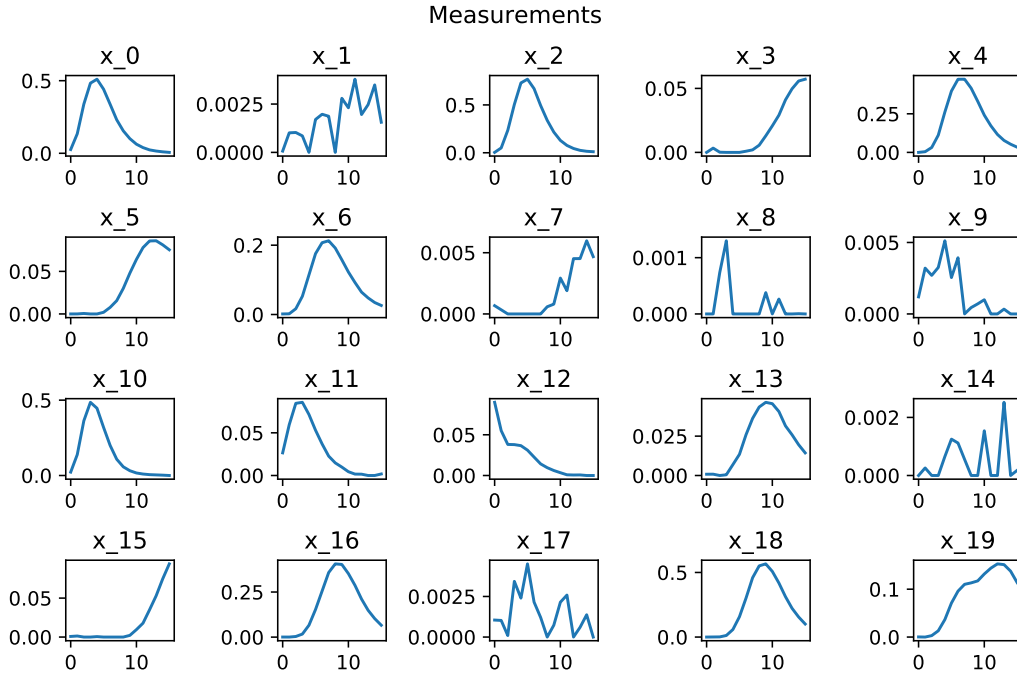 Measurements
x_0 x_1 x_2 x_3 x_4
0.5 0.0025 0.5 0.05 0.25
0.0 0.0000 0.0 0.00 0.00
0 10 0 10 0 10 0 10 0 10
x_5 x_6 x_7 x_8 x_9
0.05 0.2 0.005 0.001 0.005
0.00 0.0 0.000 0.000 0.000
0 10 0 10 0 10 0 10 0 10
x_10 x_11 x_12 x_13 x_14
0.5 0.05 0.05 0.025 0.002
0.0 0.00 0.00 0.000 0.000
0 10 0 10 0 10 0 10 0 10
x_15 x_16 x_17 x_18 x_19
0.05 0.25 0.0025 0.5 0.1
0.00 0.00 0.0000 0.0 0.0
0 10 0 10 0 10 0 10 0 10